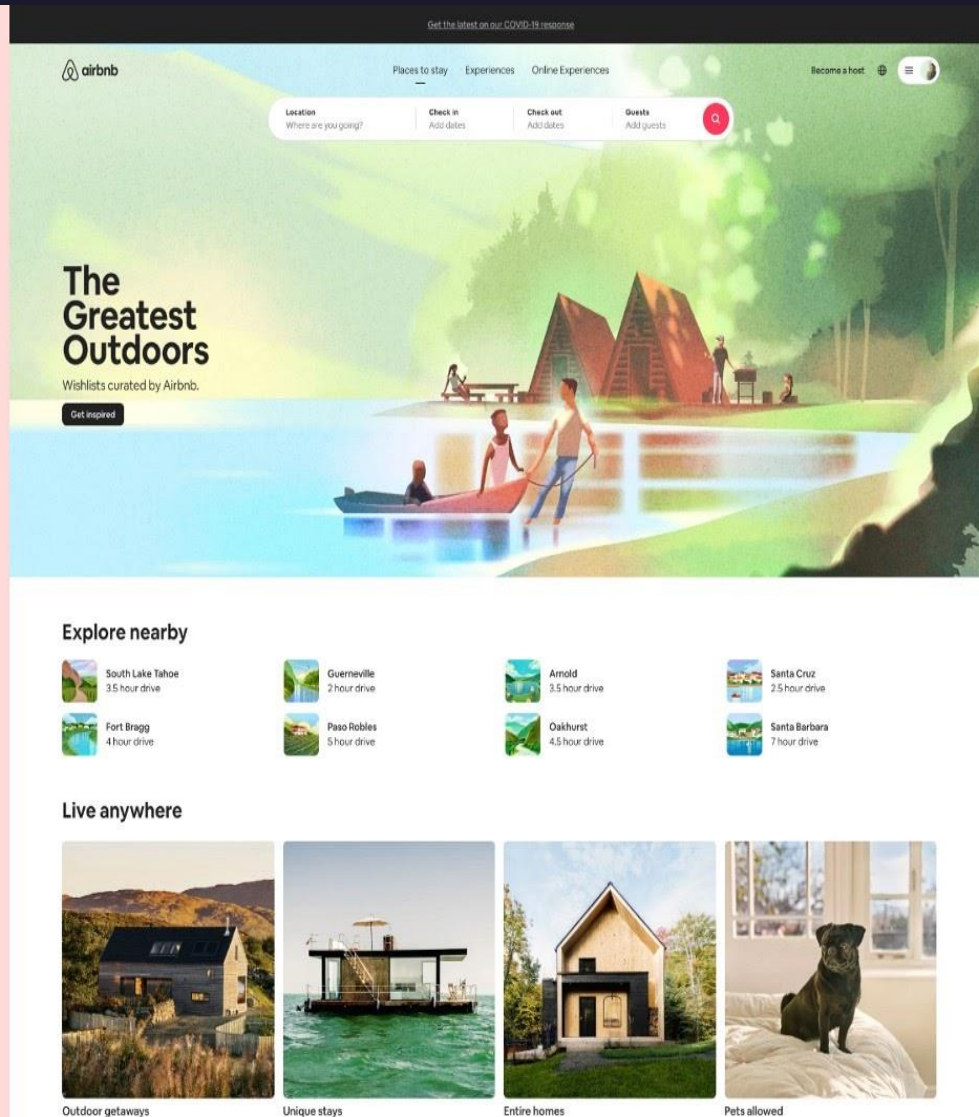 Get the latest on our COVID-19 response
airbnb
Places to stay Experiences Online Experiences
Become a host
Location Check in Check out Guests
Where are you going? Add dates Add dates Add guests
The
Greatest
Outdoors
Wishlists curated by Airbnb.
Get inspired
Explore nearby
South Lake Tahoe
3.5 hour drive
Guerneville
2 hour drive
Arnold
3.5 hour drive
Santa Cruz
2.5 hour drive
Fort Bragg
4 hour drive
Paso Robles
5 hour drive
Oakhurst
4.5 hour drive
Santa Barbara
7 hour drive
Live anywhere
Outdoor getaways
Unique stays
Entire homes
Pets allowed